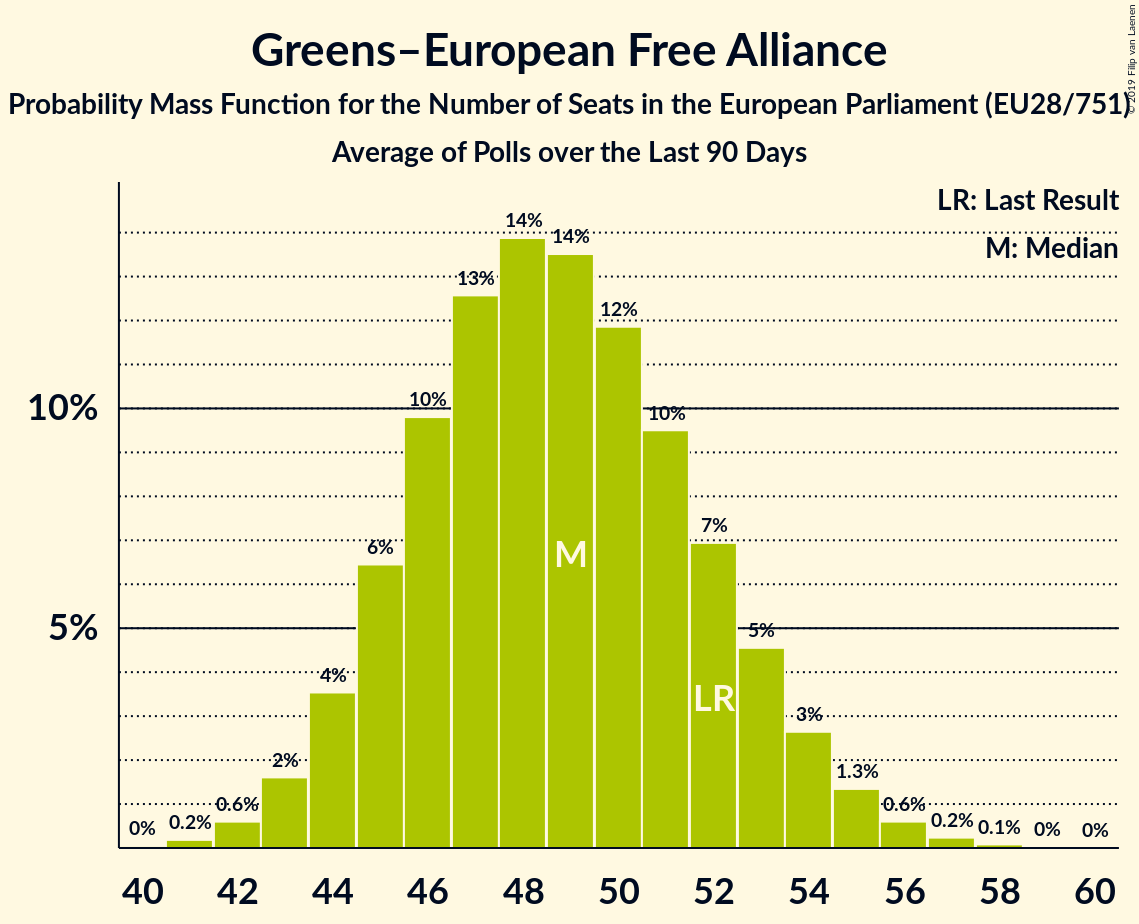 Greens–European Free Alliance
Probability Mass Function for the Number of Seats in the European Parliament (EU28/751)
Average of Polls over the Last 90 Days
© 2019 Filip van Laenen
LR: Last Result
M: Median
10%
5%
0%
0.2%
0.6%
2%
4%
6%
10%
13%
14%
14%
12%
10%
7%
5%
3%
1.3%
0.6%
0.2%
0.1%
0%
0%
M
LR
40 42 44 46 48 50 52 54 56 58 60